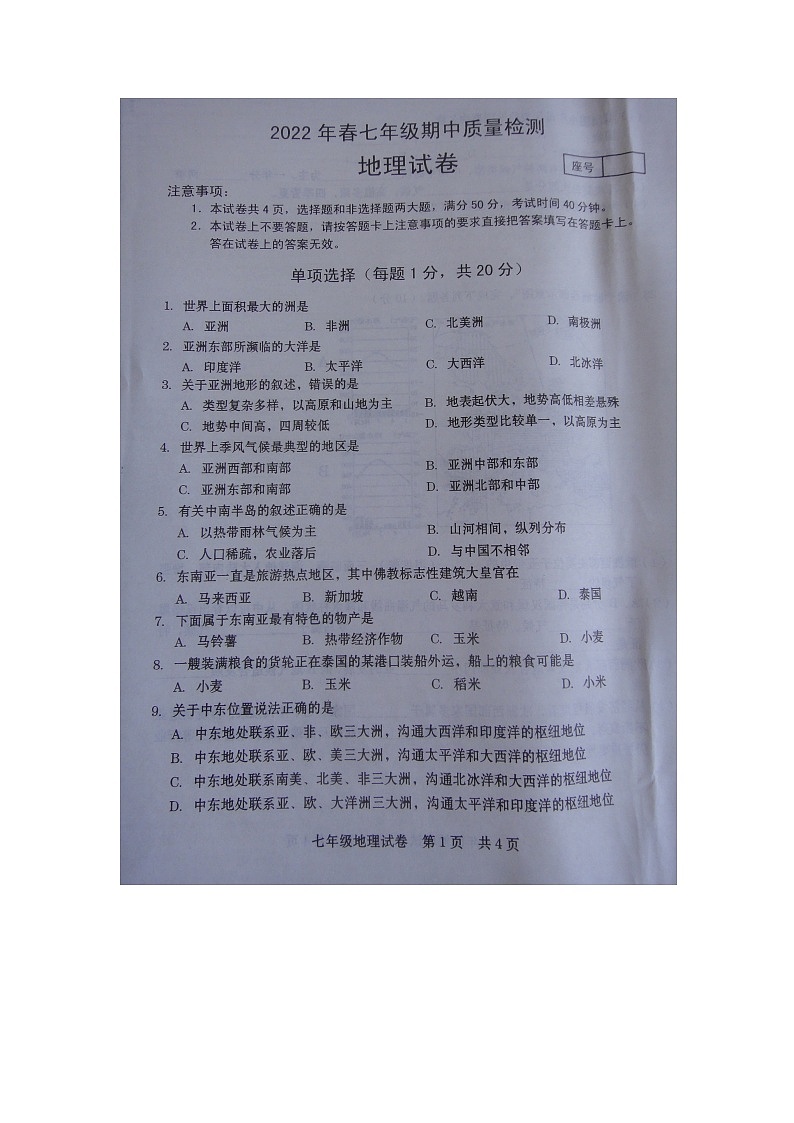 2022 年春七年级期中质量检测
地理试卷
座号
注意事项：
1．本试卷共 4 页，选择题和非选择题两大题，满分 50 分，考试时间 40 分钟。
2．本试卷上不要答题，请按答题卡上注意事项的要求直接把答案填写在答题卡上。
答在试卷上的答案无效。
单项选择（每题 1 分，共 20 分）
1. 世界上面积最大的洲是
A. 亚洲 B. 非洲 C. 北美洲 D. 南极洲
2. 亚洲东部所濒临的大洋是
A. 印度洋 B. 太平洋 C. 大西洋 D. 北冰洋
3. 关于亚洲地形的叙述，错误的是
A. 类型复杂多样，以高原和山地为主 B. 地表起伏大，地势高低相差悬殊
C. 地势中间高，四周较低 D. 地形类型比较单一，以高原为主
4. 世界上季风气候最典型的地区是
A. 亚洲西部和南部 B. 亚洲中部和东部
C. 亚洲东部和南部 D. 亚洲北部和中部
5. 有关中南半岛的叙述正确的是
A. 以热带雨林气候为主 B. 山河相间，纵列分布
C. 人口稀疏，农业落后 D. 与中国不相邻
6. 东南亚一直是旅游热点地区，其中佛教标志性建筑大皇宫在
A. 马来西亚 B. 新加坡 C. 越南 D. 泰国
7. 下面属于东南亚最有特色的物产是
A. 马铃薯 B. 热带经济作物 C. 玉米 D. 小麦
8. 一艘装满粮食的货轮正在泰国的某港口装船外运，船上的粮食可能是
A. 小麦 B. 玉米 C. 稻米 D. 小米
9. 关于中东位置说法正确的是
A. 中东地处联系亚、非、欧三大洲，沟通大西洋和印度洋的枢纽地位
B. 中东地处联系亚、欧、美三大洲，沟通太平洋和大西洋的枢纽地位
C. 中东地处联系南美、北美、非三大洲，沟通北冰洋和大西洋的枢纽地位
D. 中东地处联系亚、欧、大洋洲三大洲，沟通太平洋和印度洋的枢纽地位
七年级地理试卷 第 1 页 共 4 页